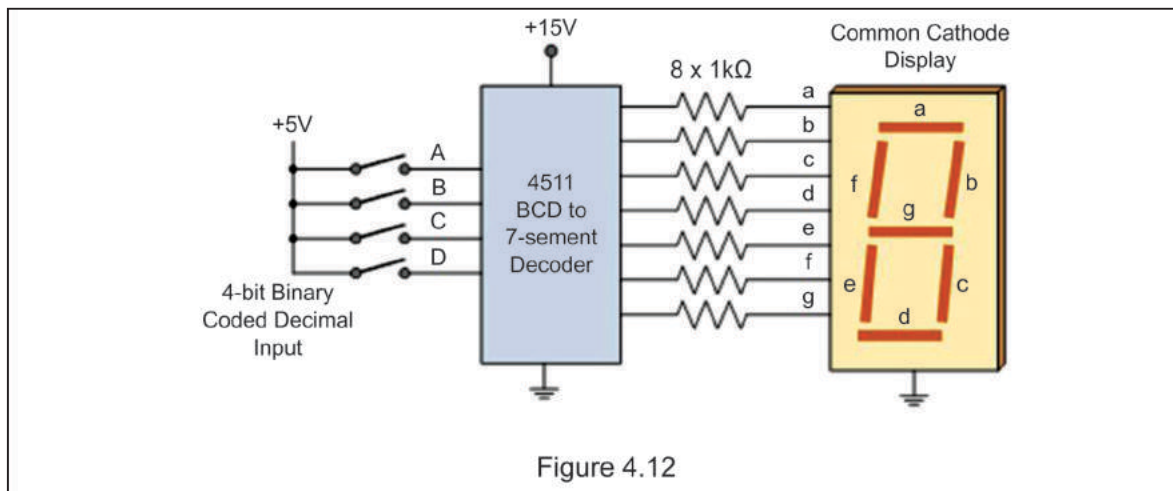 +15V
Common Cathode
Display
8 x 1kΩ
+5V
A
B
C
D
4511
BCD to
7-sement
Decoder
4-bit Binary
Coded Decimal
Input
a
b
c
d
e
f
g
a
f
b
g
e
c
d
Figure 4.12